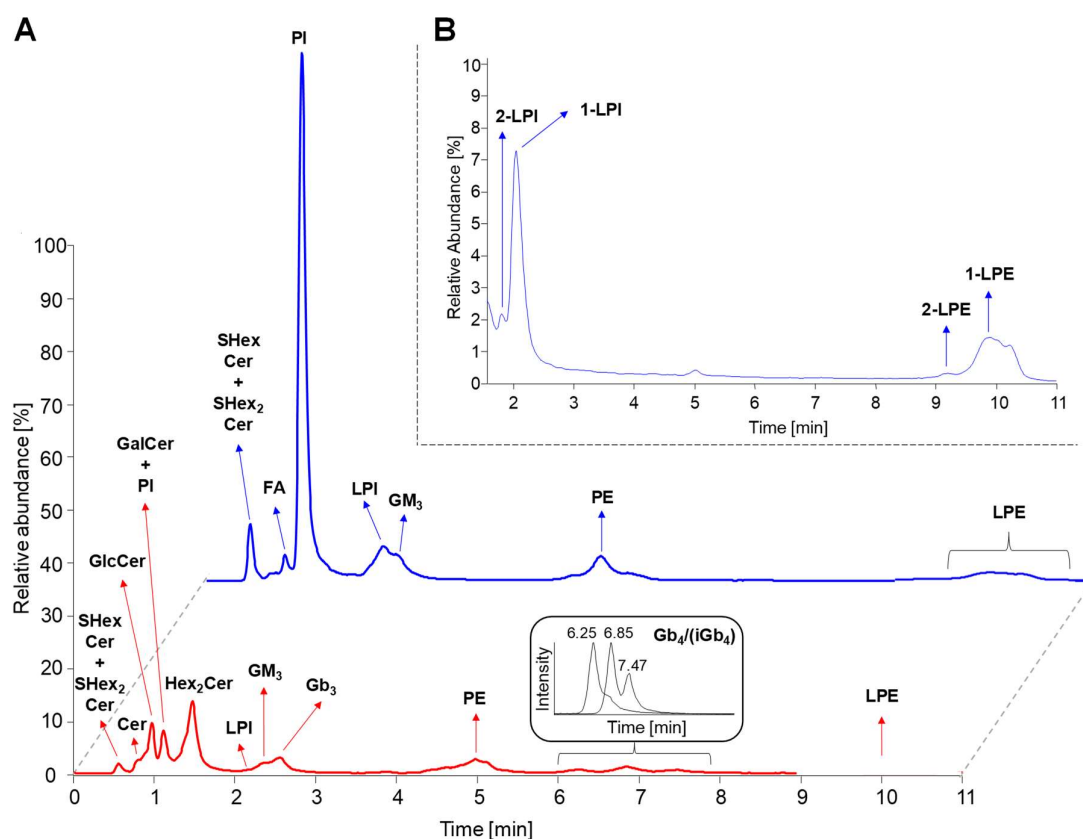 A
PI
100
90
80
70
60
50
40
30
20
10
0
Relative abundance [%]
SHex
Cer
+
SHex2
Cer
FA
LPI
GM3
PE
LPE
GalCer
+
PI
GlcCer
SHex
Cer
+
SHex2
Cer
Cer
Hex2Cer
LPI
GM3
Gb3
PE
LPE
6.25 6.85
7.47
Gb4/(iGb4)
Intensity
Time [min]
0 1 2 3 4 5 6 7 8 9 10 11
Time [min]
B
10
9
8
7
6
5
4
3
2
1
0
Relative Abundance [%]
2-LPI
1-LPI
2-LPE
1-LPE
2 3 4 5 6 7 8 9 10 11
Time [min]